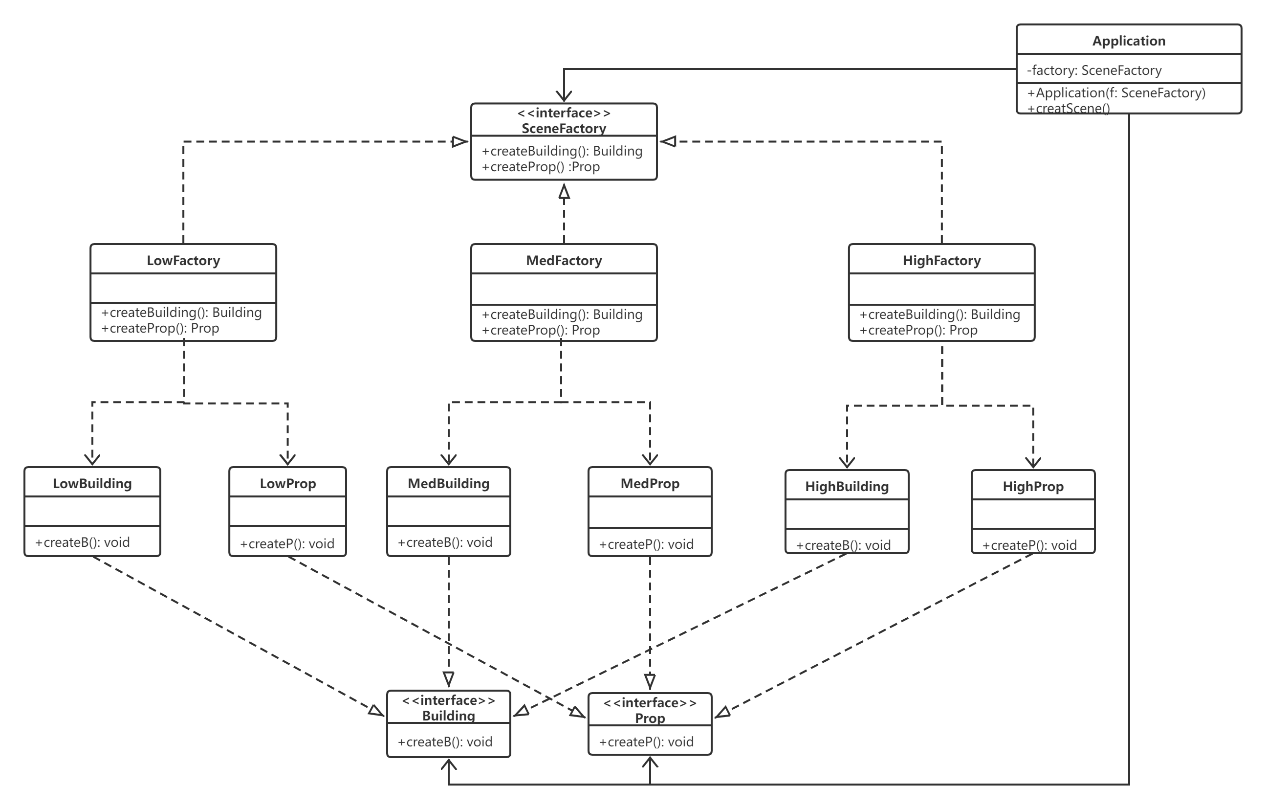 Application
-factory: SceneFactory
+Application(f: SceneFactory)
+creatScene()
<<interface>>
SceneFactory
+createBuilding(): Building
+createProp() :Prop
LowFactory
+createBuilding(): Building
+createProp(): Prop
MedFactory
+createBuilding(): Building
+createProp(): Prop
HighFactory
+createBuilding(): Building
+createProp(): Prop
LowBuilding
+createB(): void
LowProp
+createP(): void
MedBuilding
+createB(): void
MedProp
+createP(): void
HighBuilding
+createB(): void
HighProp
+createP(): void
<<interface>>
Building
+createB(): void
<<interface>>
Prop
+createP(): void